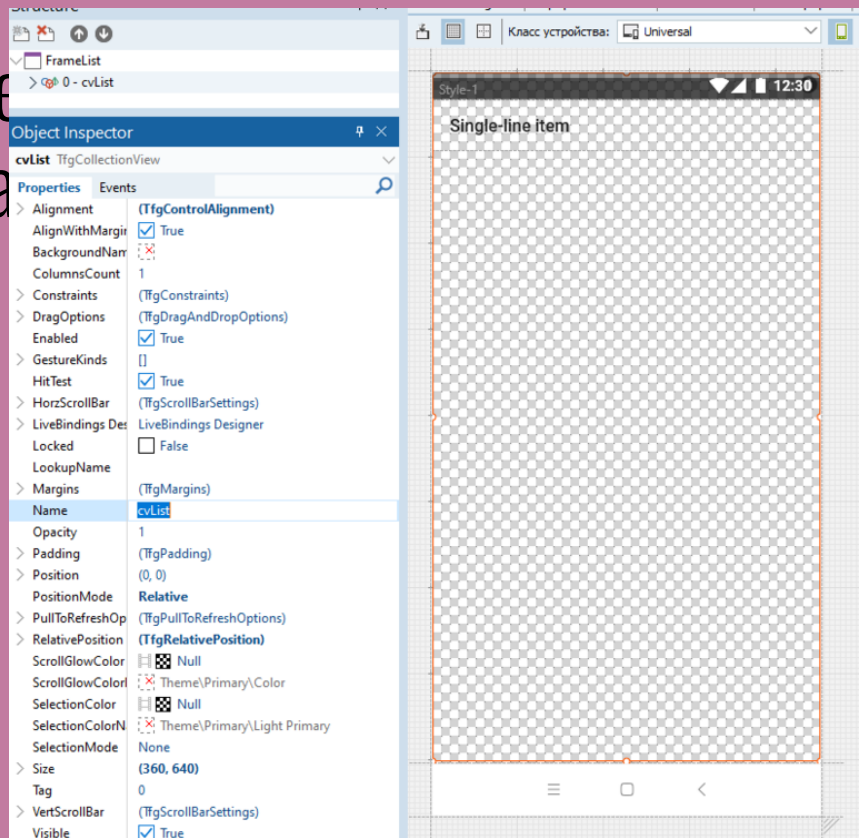 Structure
FrameList
0 - cvList
Object Inspector
cvList TfgCollectionView
Properties Events
Alignment (TfgControlAlignment)
AlignWithMargin True
BackgroundNam
ColumnsCount 1
Constraints (TfgConstraints)
DragOptions (TfgDragAndDropOptions)
Enabled True
GestureKinds []
HitTest True
HorzScrollBar (TfgScrollBarSettings)
LiveBindings Des LiveBindings Designer
Locked False
LookupName
Margins (TfgMargins)
Name cvList
Opacity 1
Padding (TfgPadding)
Position (0, 0)
PositionMode Relative
PullToRefreshOp (TfgPullToRefreshOptions)
RelativePosition (TfgRelativePosition)
ScrollGlowColor Null
ScrollGlowColorI Theme\Primary\Color
SelectionColor Null
SelectionColorN Theme\Primary\Light Primary
SelectionMode None
Size (360, 640)
Tag 0
VertScrollBar (TfgScrollBarSettings)
Visible True
Класс устройства: Universal
Style-1 12:30
Single-line item